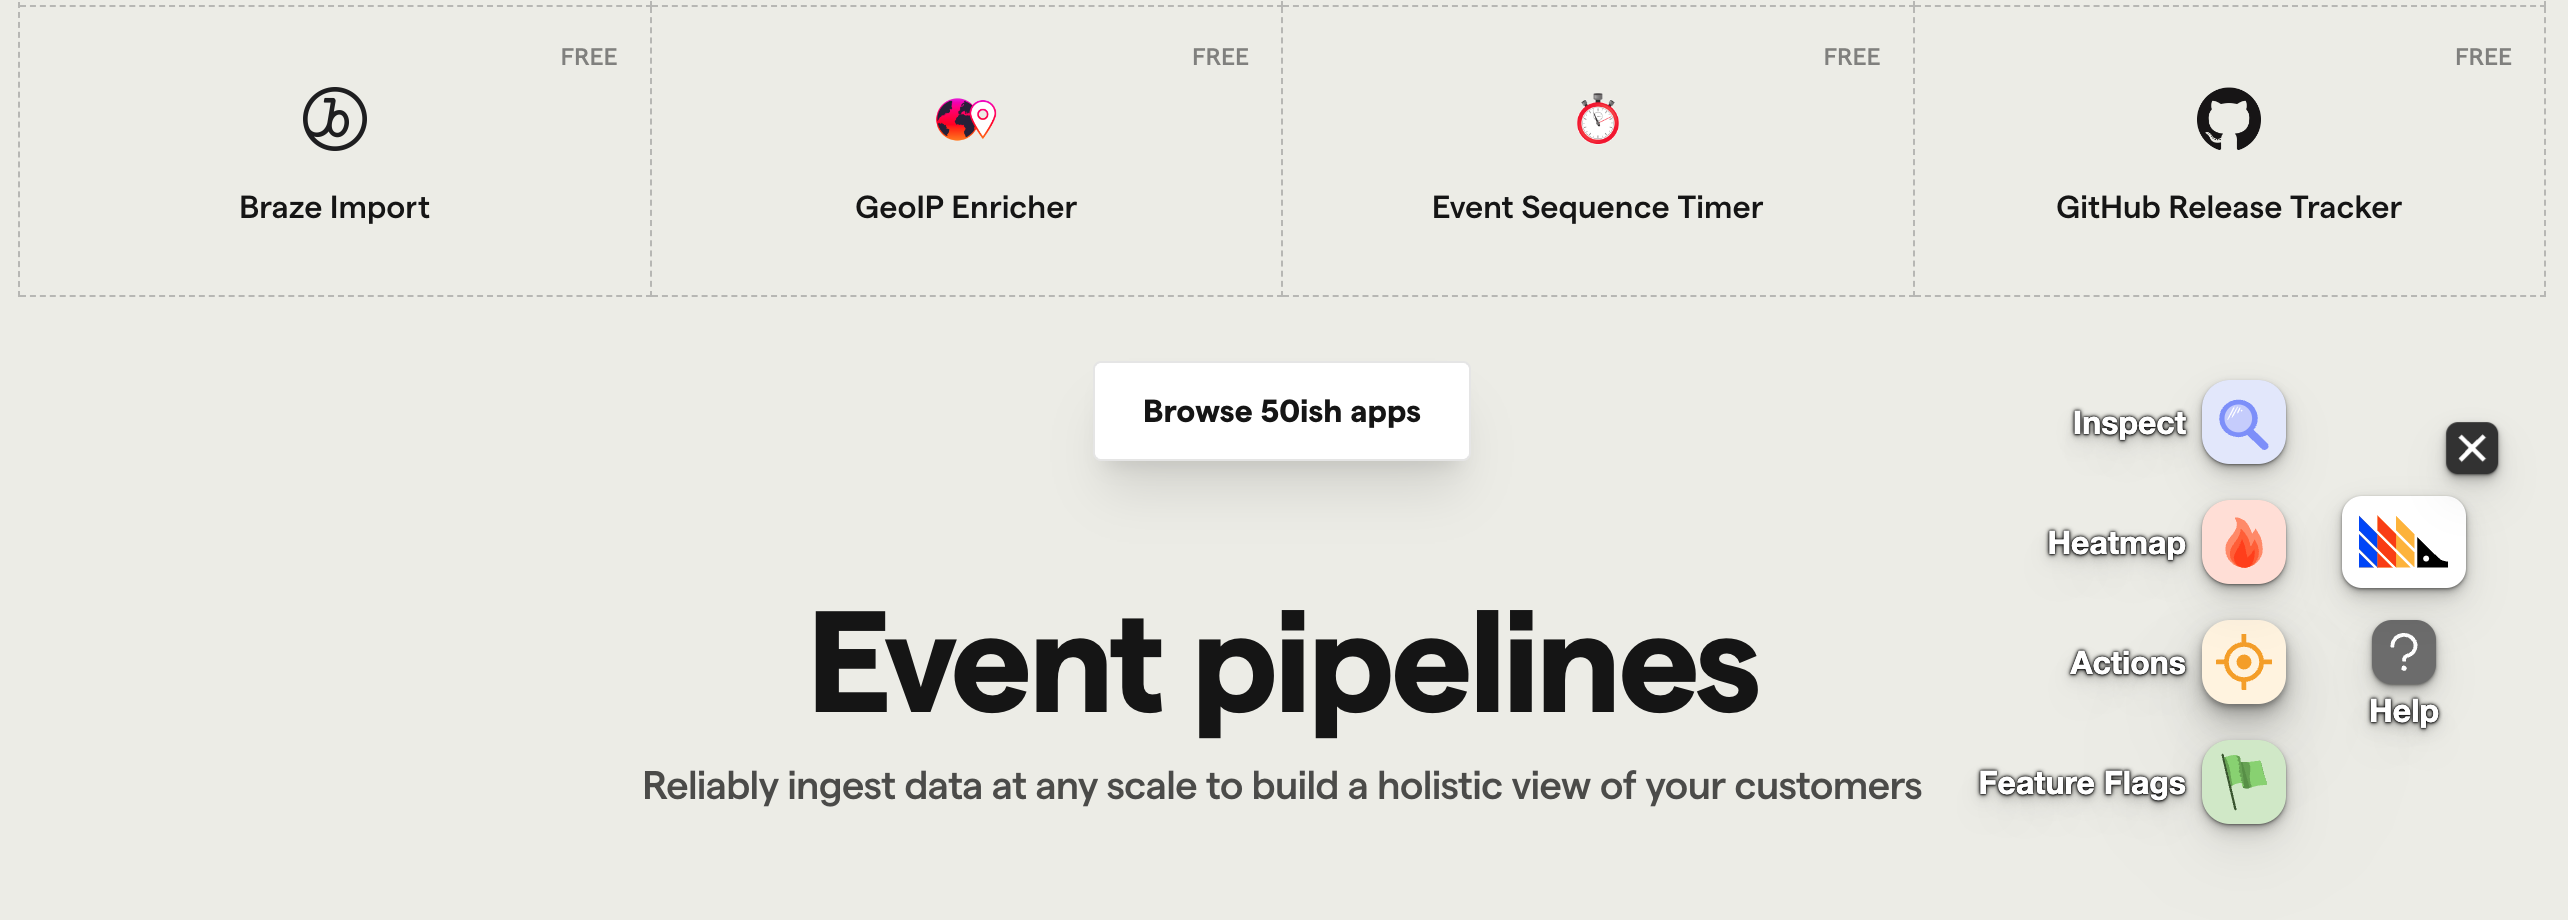 FREE
Braze Import
FREE
GeoIP Enricher
FREE
Event Sequence Timer
FREE
GitHub Release Tracker
Browse 50ish apps
Inspect
Heatmap
Actions
Help
Feature Flags
Event pipelines
Reliably ingest data at any scale to build a holistic view of your customers